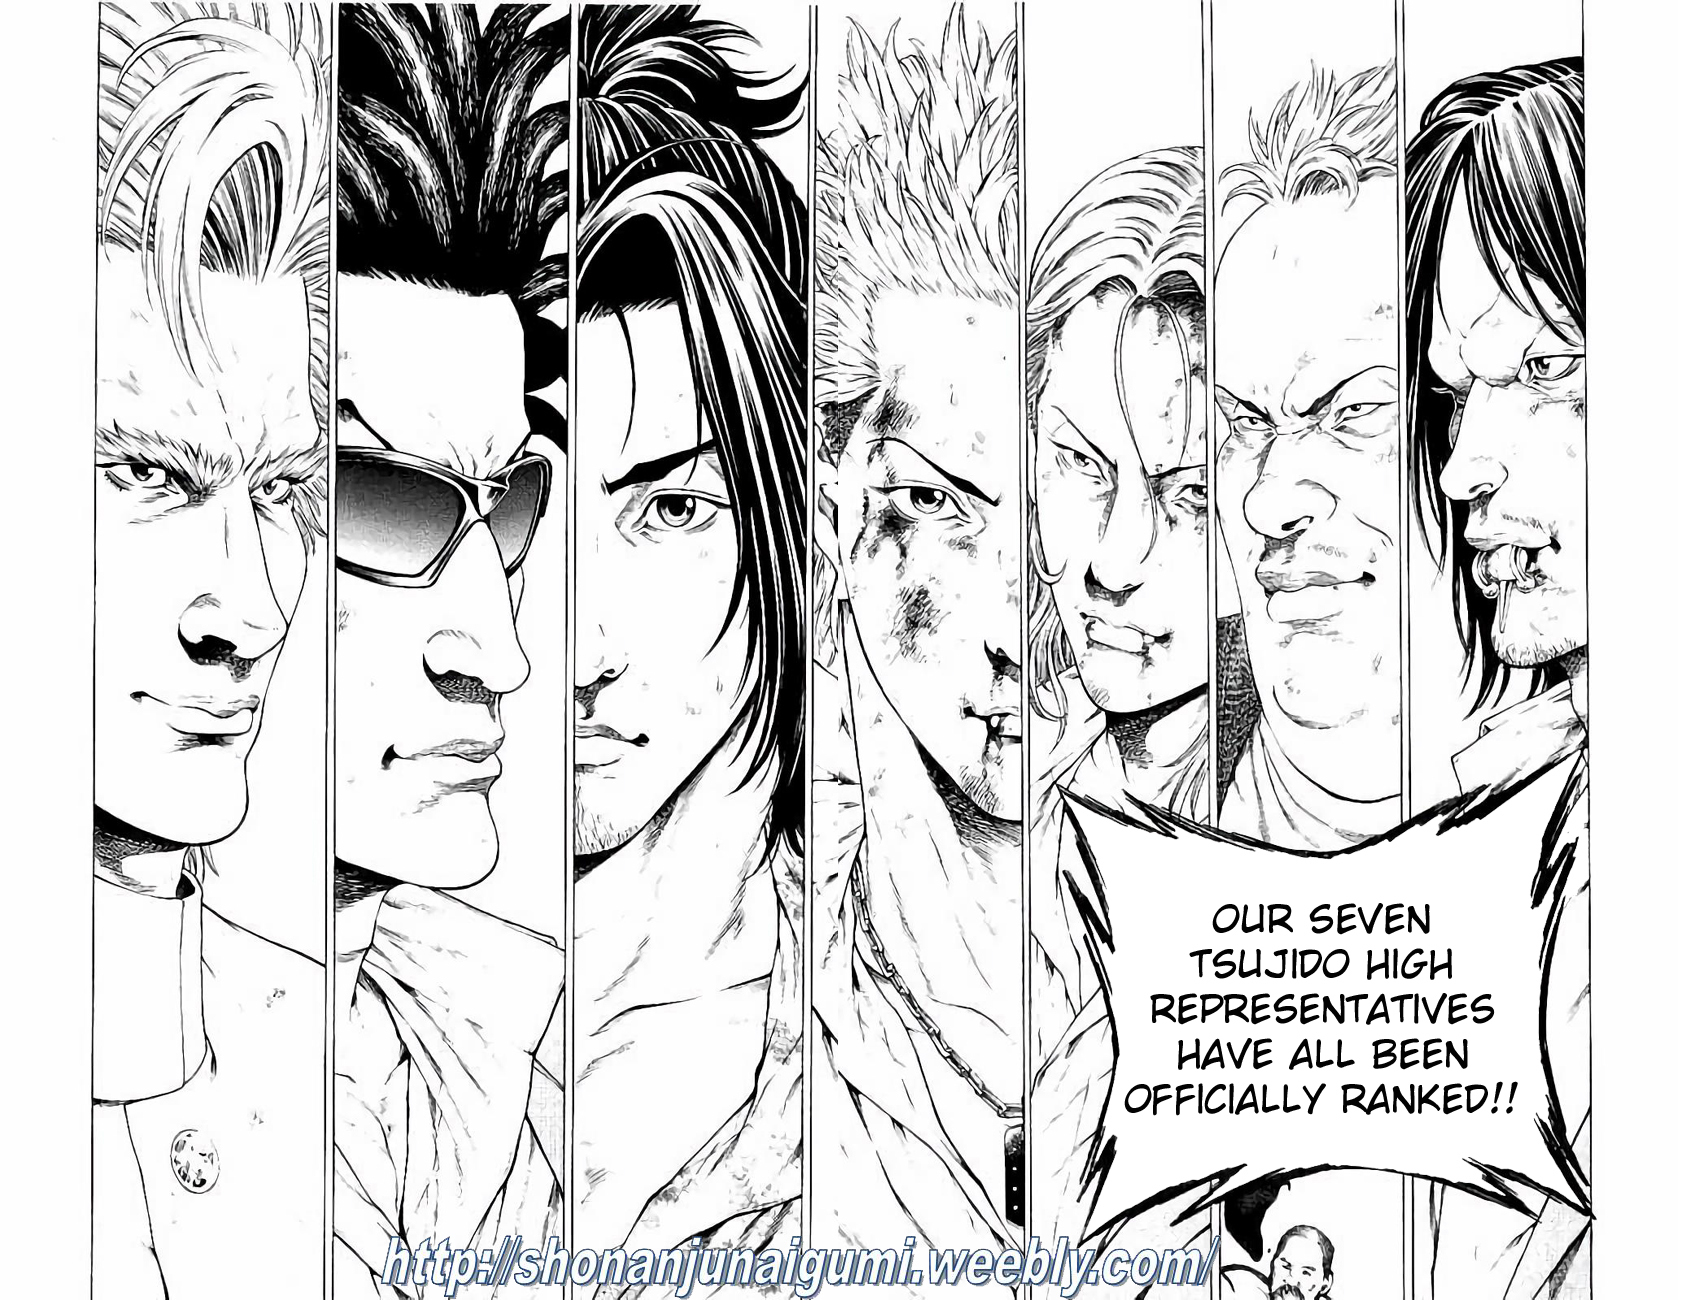 OUR SEVEN
TSUJIDO HIGH
REPRESENTATIVES
HAVE ALL BEEN
OFFICIALLY RANKED!!
http://shonanjunaigumi.weebly.com/